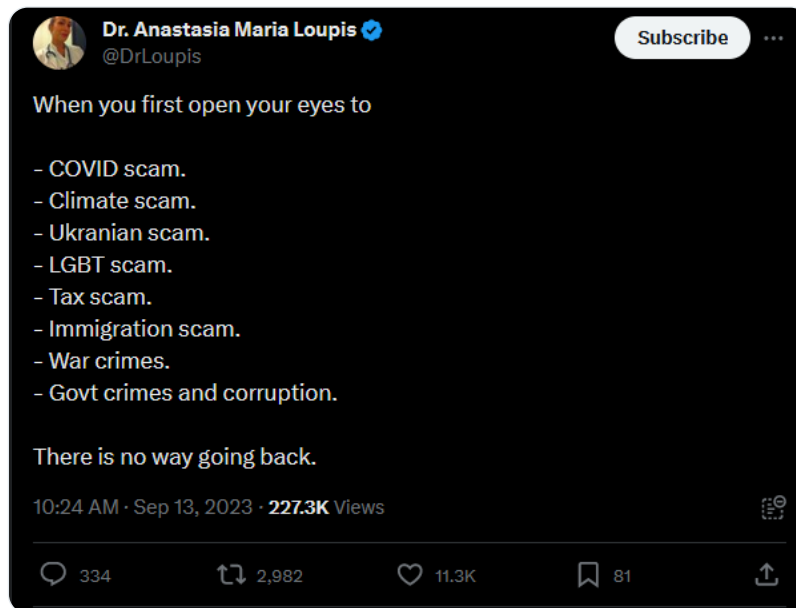 Dr. Anastasia Maria Loupis
Subscribe
@DrLoupis
When you first open your eyes to
- COVID scam.
- Climate scam.
- Ukranian scam.
- LGBT scam.
- Tax scam.
- Immigration scam.
- War crimes.
- Govt crimes and corruption.
There is no way going back.
10:24 AM · Sep 13, 2023 · 227.3K Views
334 2,982 11.3K 81